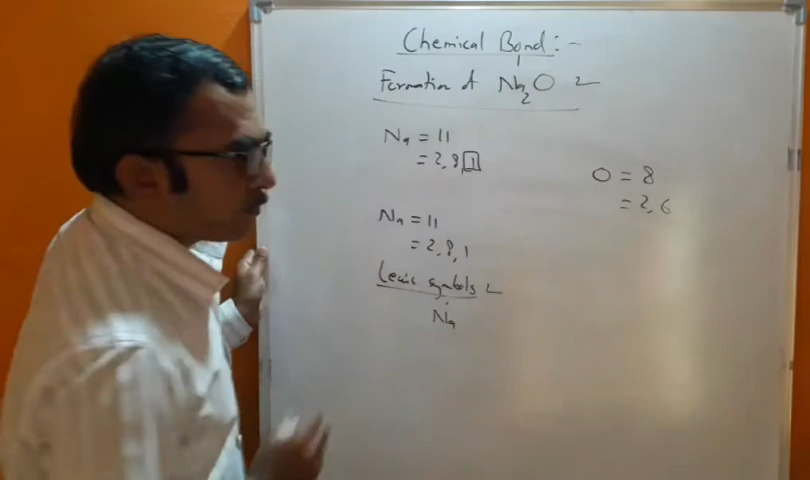 Chemical Bond:-
Formation of Na2O
Na = 11
= 2,8,1
O = 8
= 2,6
Na = 11
= 2,8,1
Lewis symbols
Na